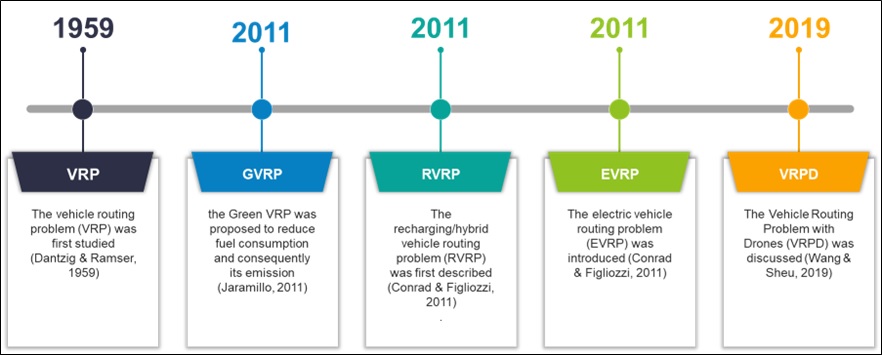 1959
2011
2011
2011
2019
VRP
GVRP
RVRP
EVRP
VRPD
The vehicle routing
problem (VRP) was
first studied
(Dantzig & Ramser,
1959)
the Green VRP was
proposed to reduce
fuel consumption
and consequently
its emission
(Jaramillo, 2011)
The
recharging/hybrid
vehicle routing
problem (RVRP)
was first described
(Conrad & Figliozzi,
2011)
.
The electric vehicle
routing problem
(EVRP) was
introduced (Conrad
& Figliozzi, 2011)
The Vehicle Routing
Problem with
Drones (VRPD) was
discussed (Wang &
Sheu, 2019)